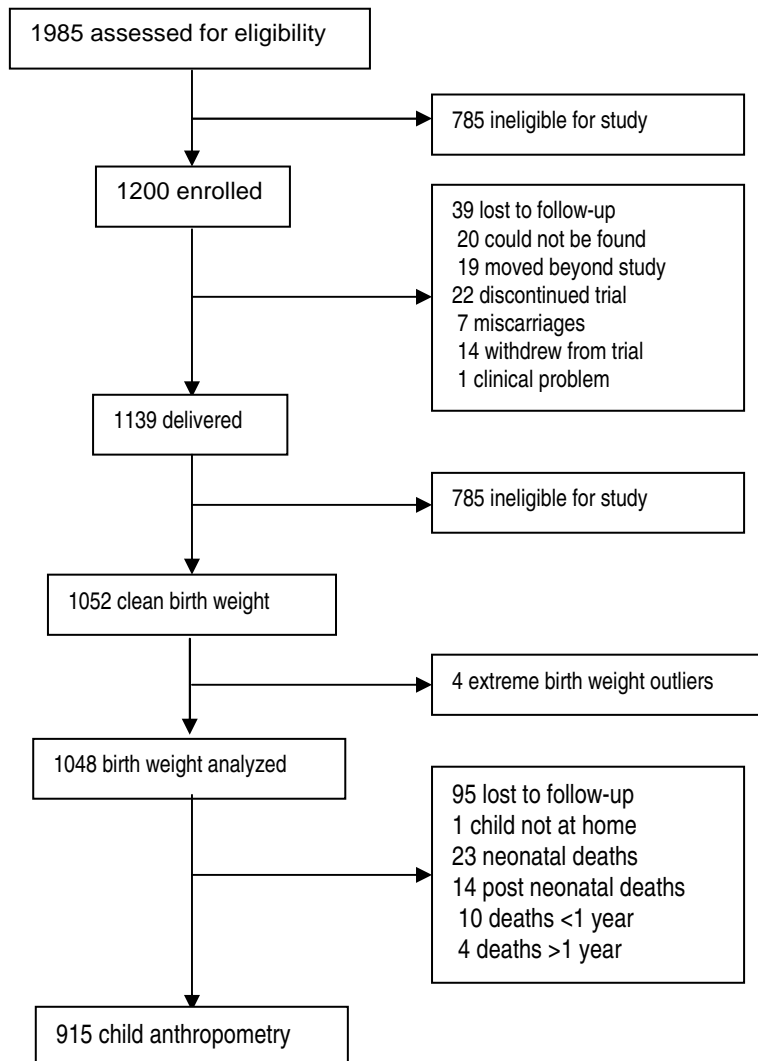 1985 assessed for eligibility
785 ineligible for study
1200 enrolled
39 lost to follow-up
20 could not be found
19 moved beyond study
22 discontinued trial
7 miscarriages
14 withdrew from trial
1 clinical problem
1139 delivered
785 ineligible for study
1052 clean birth weight
4 extreme birth weight outliers
1048 birth weight analyzed
95 lost to follow-up
1 child not at home
23 neonatal deaths
14 post neonatal deaths
10 deaths <1 year
4 deaths >1 year
915 child anthropometry